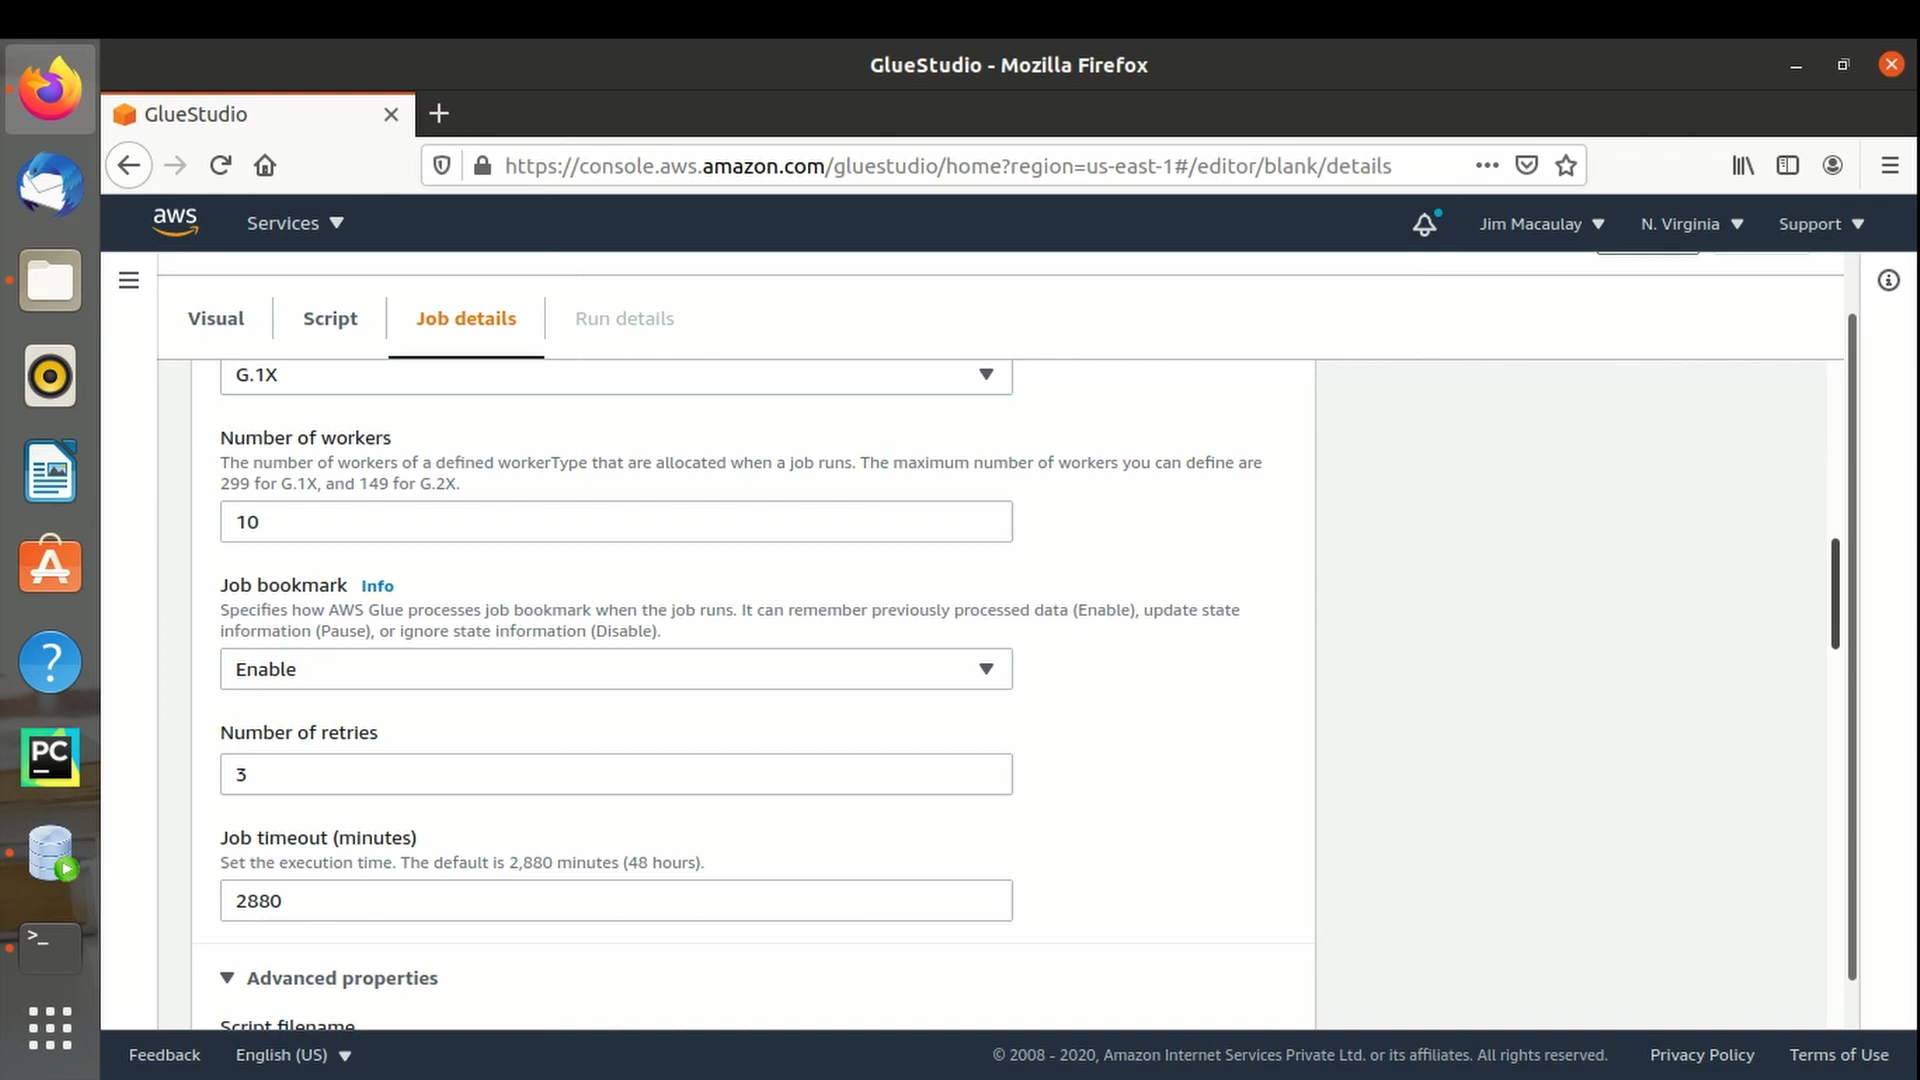 GlueStudio - Mozilla Firefox
GlueStudio
https://console.aws.amazon.com/gluestudio/home?region=us-east-1#/editor/blank/details
aws
Services
Jim Macaulay
N. Virginia
Support
Visual
Script
Job details
Run details
G.1X
Number of workers
The number of workers of a defined workerType that are allocated when a job runs. The maximum number of workers you can define are
299 for G.1X, and 149 for G.2X.
10
Job bookmark Info
Specifies how AWS Glue processes job bookmark when the job runs. It can remember previously processed data (Enable), update state
information (Pause), or ignore state information (Disable).
Enable
Number of retries
3
Job timeout (minutes)
Set the execution time. The default is 2,880 minutes (48 hours).
2880
Advanced properties
Script filename
PC
>_
Feedback
English (US)
© 2008 - 2020, Amazon Internet Services Private Ltd. or its affiliates. All rights reserved.
Privacy Policy
Terms of Use